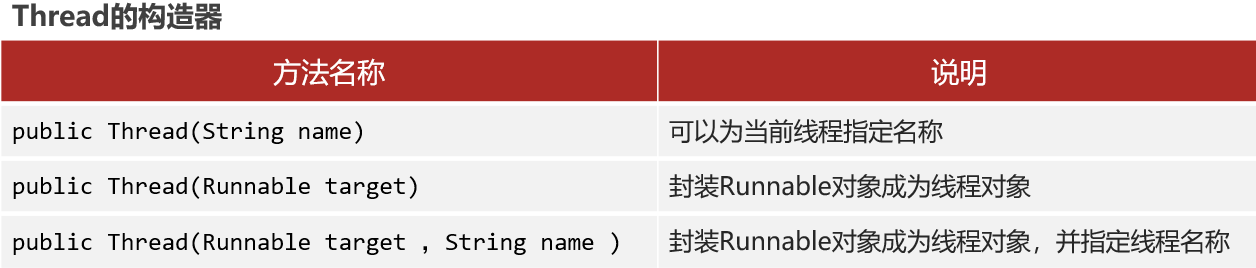 Thread的构造器
方法名称 说明
public Thread(String name) 可以为当前线程指定名称
public Thread(Runnable target) 封装Runnable对象成为线程对象
public Thread(Runnable target , String name ) 封装Runnable对象成为线程对象，并指定线程名称